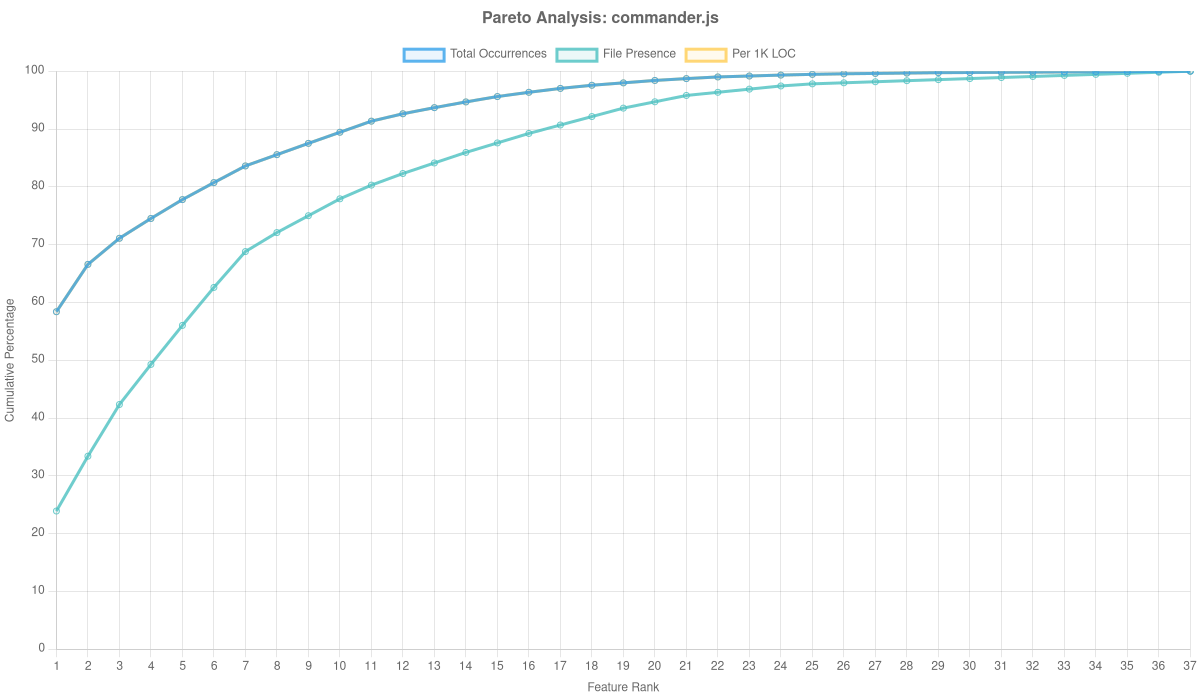 Pareto Analysis: commander.js
Total Occurrences File Presence Per 1K LOC
100
90
80
70
60
50
40
30
20
10
0
Cumulative Percentage
1 2 3 4 5 6 7 8 9 10 11 12 13 14 15 16 17 18 19 20 21 22 23 24 25 26 27 28 29 30 31 32 33 34 35 36 37
Feature Rank